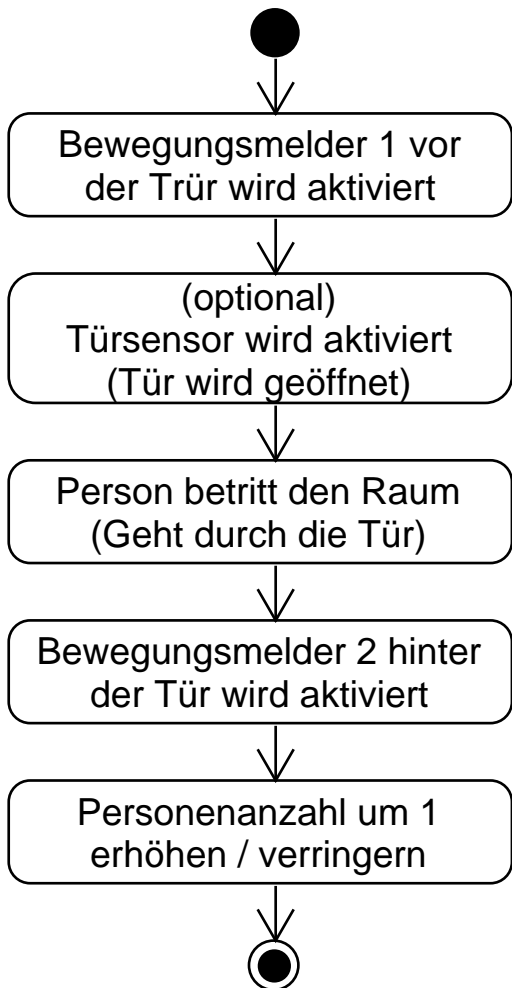 Bewegungsmelder 1 vor
der Trür wird aktiviert
(optional)
Türsensor wird aktiviert
(Tür wird geöffnet)
Person betritt den Raum
(Geht durch die Tür)
Bewegungsmelder 2 hinter
der Tür wird aktiviert
Personenanzahl um 1
erhöhen / verringern